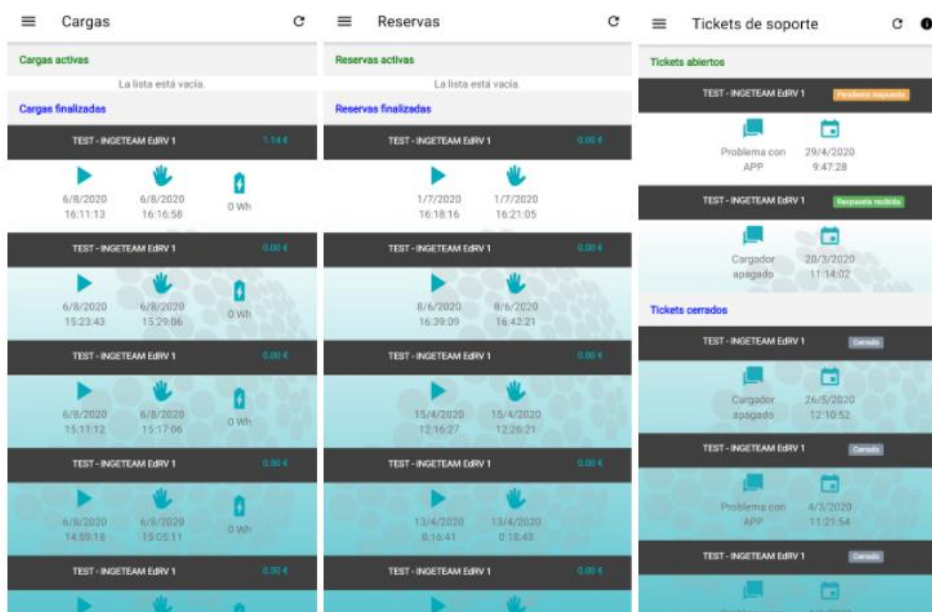 Cargas
Cargas activas
La lista está vacía.
Cargas finalizadas
TEST - INGETEAM EdRV 1 1.14 €
6/8/2020 6/8/2020
16:11:13 16:16:58
0 Wh
TEST - INGETEAM EdRV 1 0.00 €
6/8/2020 6/8/2020
15:23:43 15:29:06
0 Wh
TEST - INGETEAM EdRV 1 0.00 €
6/8/2020 6/8/2020
15:11:12 15:17:06
0 Wh
TEST - INGETEAM EdRV 1 0.50 €
6/8/2020 6/8/2020
14:59:18 15:05:11
0 Wh
TEST - INGETEAM EdRV 1 0.50 €
Reservas
Reservas activas
La lista está vacía.
Reservas finalizadas
TEST - INGETEAM EdRV 1 0.00 €
1/7/2020 1/7/2020
16:18:16 16:21:05
TEST - INGETEAM EdRV 1 0.00 €
8/6/2020 8/6/2020
16:39:09 16:42:21
TEST - INGETEAM EdRV 1 0.00 €
15/4/2020 15/4/2020
12:16:27 12:26:21
TEST - INGETEAM EdRV 1 0.00 €
13/4/2020 13/4/2020
0:16:41 0:18:43
TEST - INGETEAM EdRV 1 0.00 €
Tickets de soporte
Tickets abiertos
TEST - INGETEAM EdRV 1 Pendiente respuesta
Problema con 29/4/2020
APP 9:47:28
TEST - INGETEAM EdRV 1 Respuesta recibida
Cargador 20/3/2020
apagado 11:14:02
Tickets cerrados
TEST - INGETEAM EdRV 1 Cerrado
Cargador 26/5/2020
apagado 12:10:52
TEST - INGETEAM EdRV 1 Cerrado
Problema con 4/3/2020
APP 11:21:54
TEST - INGETEAM EdRV 1 Cerrado